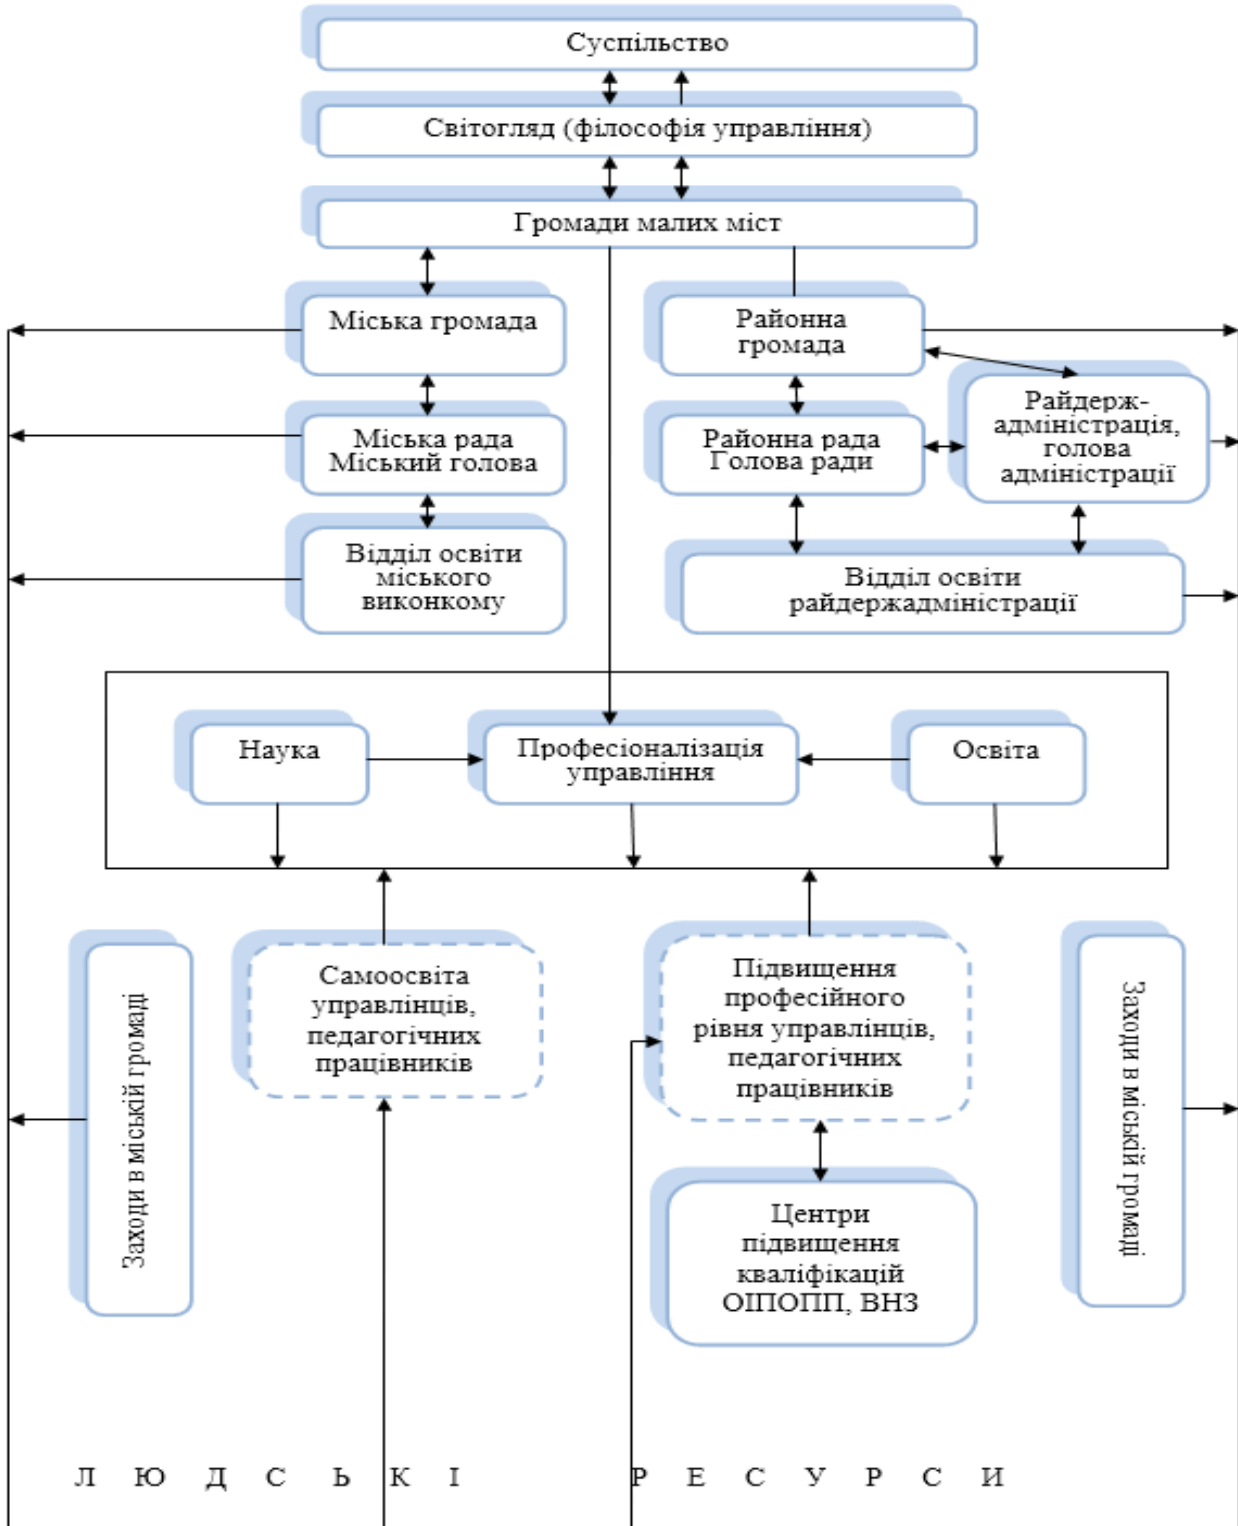 Суспільство
Світогляд (філософія управління)
Громади малих міст
Міська громада
Районна
громада
Райдерж-
адміністрація,
голова
адміністрації
Міська рада
Міський голова
Районна рада
Голова ради
Відділ освіти
міського
виконкому
Відділ освіти
райдержадміністрації
Наука
Професіоналізація
управління
Освіта
Заходи в міській громаді
Самоосвіта
управлінців,
педагогічних
працівників
Підвищення
професійного
рівня управлінців,
педагогічних
працівників
Заходи в міській громаді
Центри
підвищення
кваліфікацій
ОІПОПП, ВНЗ
Л Ю Д С Ь К І Р Е С У Р С И